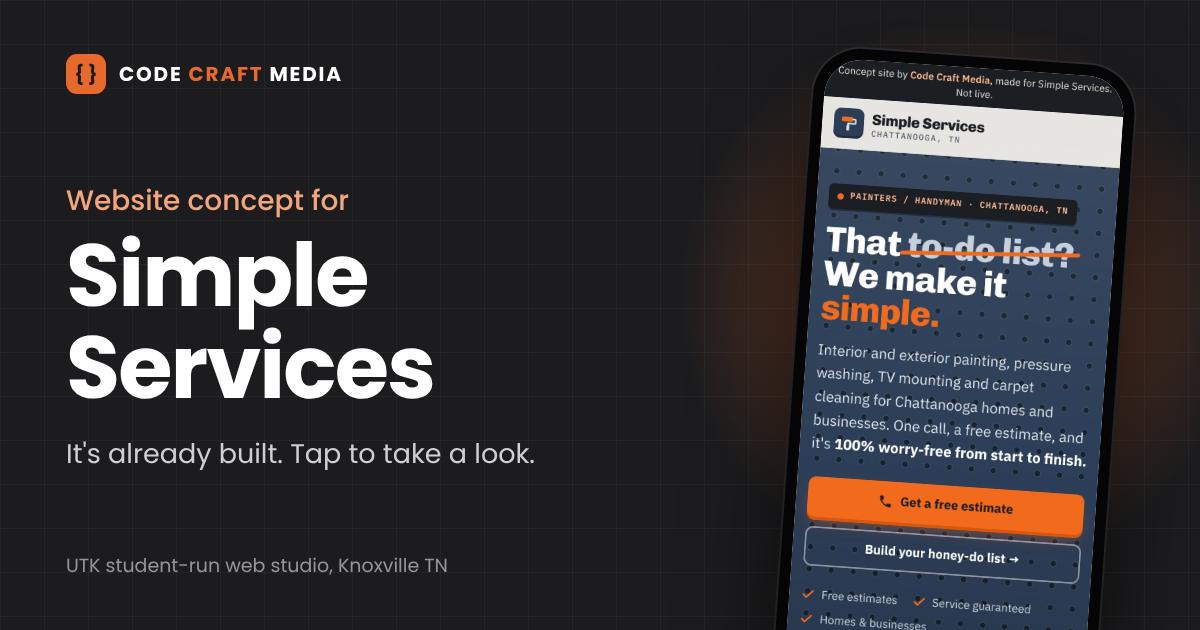 { } CODE CRAFT MEDIA
Website concept for
Simple
Services
It's already built. Tap to take a look.
UTK student-run web studio, Knoxville TN
Concept site by Code Craft Media, made for Simple Services.
Not live.
Simple Services
CHATTANOOGA, TN
PAINTERS / HANDYMAN · CHATTANOOGA, TN
That to-do list?
We make it
simple.
Interior and exterior painting, pressure
washing, TV mounting and carpet
cleaning for Chattanooga homes and
businesses. One call, a free estimate, and
it's 100% worry-free from start to finish.
Get a free estimate
Build your honey-do list →
Free estimates
Service guaranteed
Homes & businesses